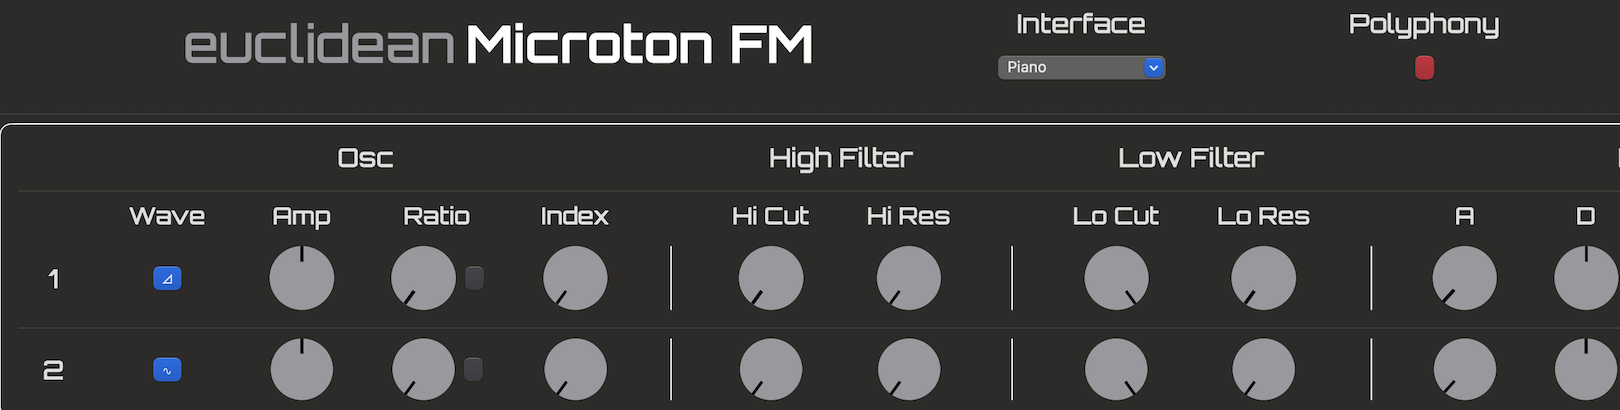 euclidean Microton FM
Interface
Polyphony
Piano
Osc
High Filter
Low Filter
Wave
Amp
Ratio
Index
Hi Cut
Hi Res
Lo Cut
Lo Res
A
D
1
2